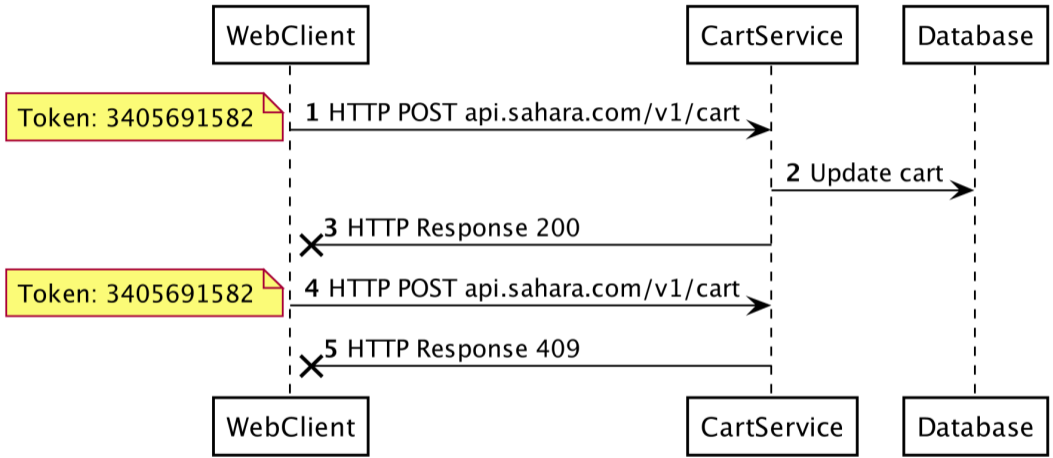 WebClient CartService Database
Token: 3405691582 1 HTTP POST api.sahara.com/v1/cart
2 Update cart
3 HTTP Response 200
Token: 3405691582 4 HTTP POST api.sahara.com/v1/cart
5 HTTP Response 409
WebClient CartService Database